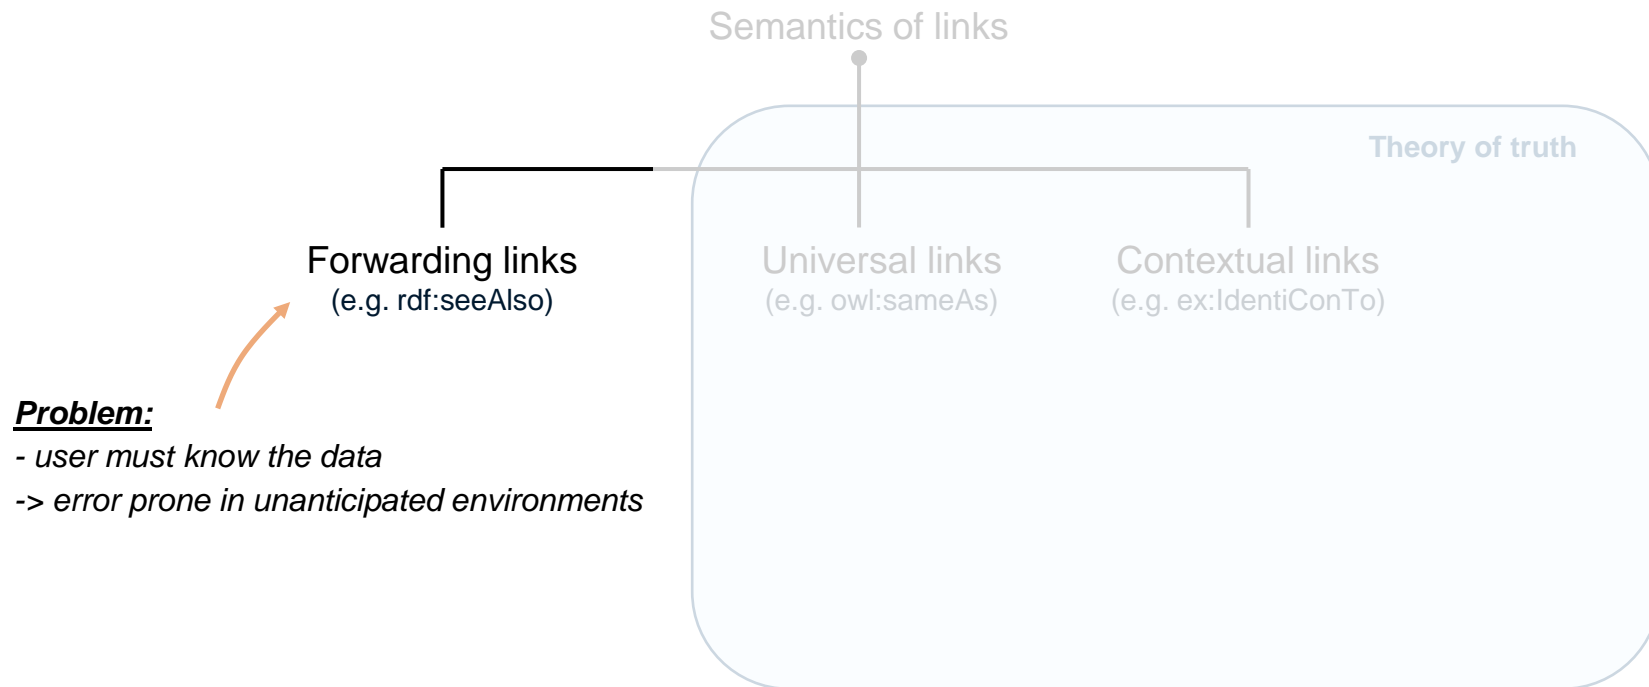 Semantics of links
Theory of truth
Forwarding links
(e.g. rdf:seeAlso)
Universal links
(e.g. owl:sameAs)
Contextual links
(e.g. ex:IdentiConTo)
Problem:
- user must know the data
-> error prone in unanticipated environments